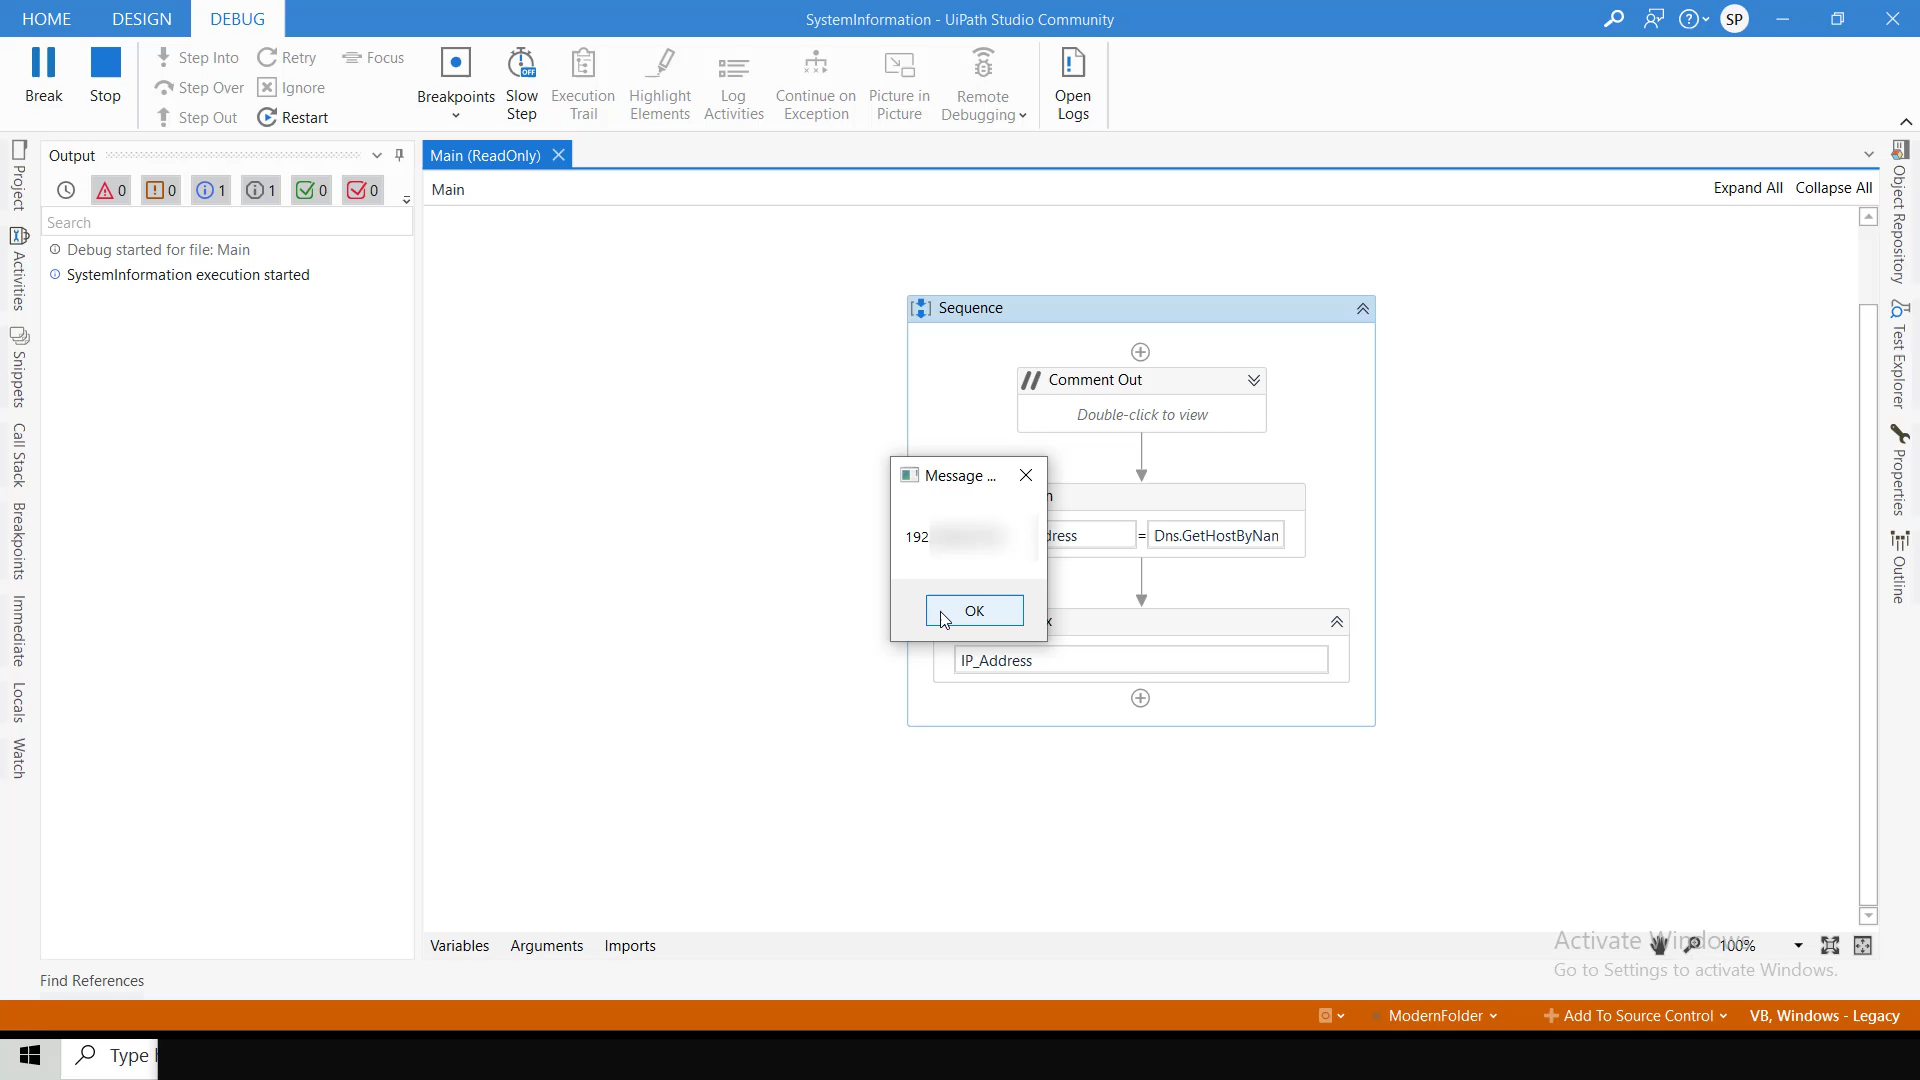 HOME DESIGN DEBUG
SystemInformation - UiPath Studio Community
SP
Break
Stop
Step Into
Step Over
Step Out
Retry
Ignore
Restart
Focus
Breakpoints
Slow
Step
OFF
Execution
Trail
Highlight
Elements
Log
Activities
Continue on
Exception
Picture in
Picture
Remote
Debugging
Open
Logs
Project
Activities
Snippets
Call Stack
Breakpoints
Immediate
Locals
Watch
Output
0 0 1 1 0 0
Search
Debug started for file: Main
SystemInformation execution started
Main (ReadOnly)
Main
Expand All Collapse All
Sequence
Comment Out
Double-click to view
n
dress = Dns.GetHostByNan
x
IP_Address
Message ...
192
OK
Object Repository
Test Explorer
Properties
Outline
Variables Arguments Imports
100%
Activate Windows
Go to Settings to activate Windows.
Find References
ModernFolder
Add To Source Control
VB, Windows - Legacy
Type